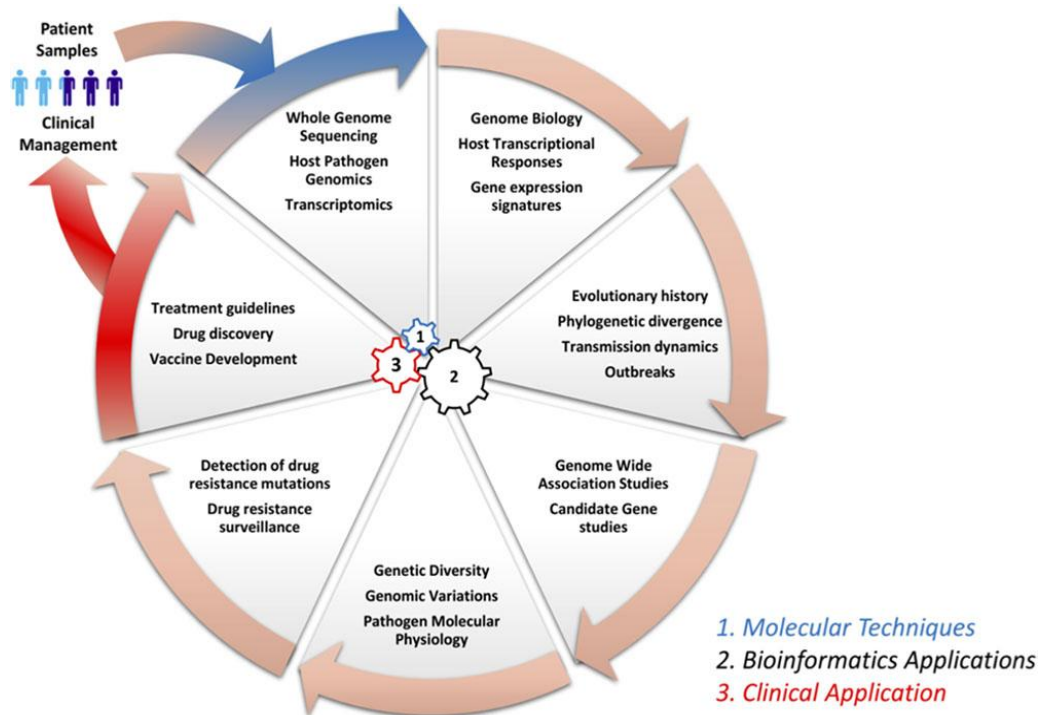 Patient
Samples
Clinical
Management
Whole Genome
Sequencing
Host Pathogen
Genomics
Transcriptomics
Genome Biology
Host Transcriptional
Responses
Gene expression
signatures
Evolutionary history
Phylogenetic divergence
Transmission dynamics
Outbreaks
Genome Wide
Association Studies
Candidate Gene
studies
Genetic Diversity
Genomic Variations
Pathogen Molecular
Physiology
Detection of drug
resistance mutations
Drug resistance
surveillance
Treatment guidelines
Drug discovery
Vaccine Development
1
2
3
1. Molecular Techniques
2. Bioinformatics Applications
3. Clinical Application